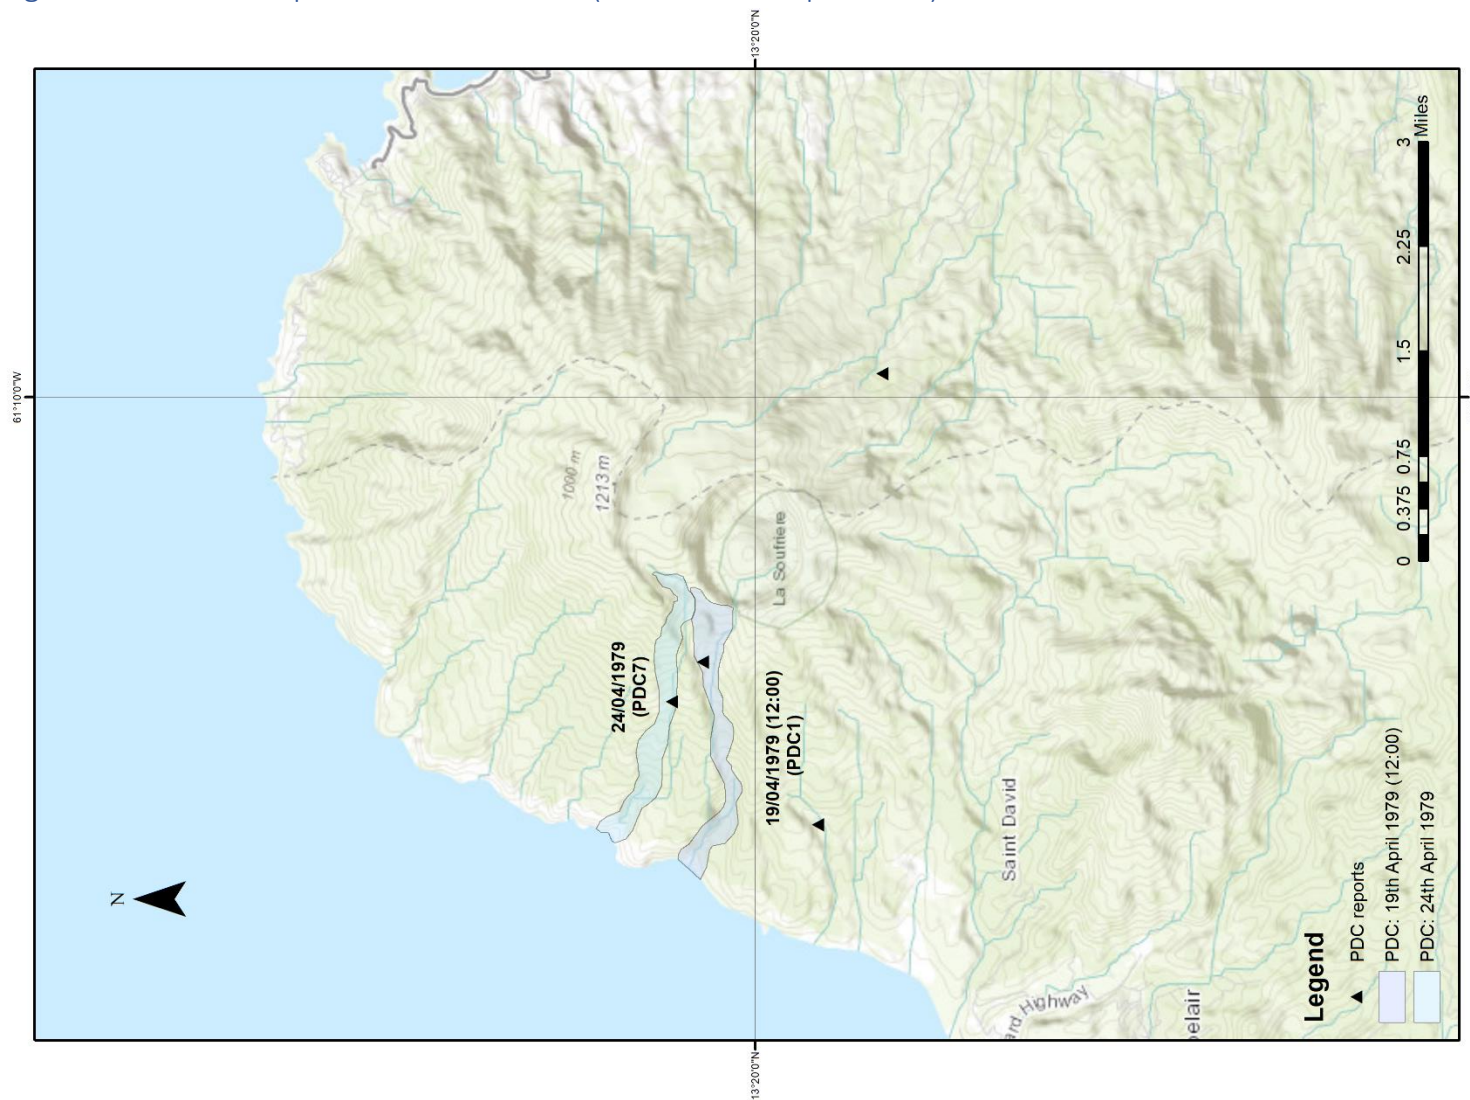 13°20'0"N
61°10'0"W
N
1000 m
1213 m
La Soufriere
24/04/1979
(PDC7)
19/04/1979 (12:00)
(PDC1)
Saint David
Highway
13°20'0"N
Legend
PDC reports
PDC: 19th April 1979 (12:00)
PDC: 24th April 1979
0 0.375 0.75 1.5 2.25 3
Miles